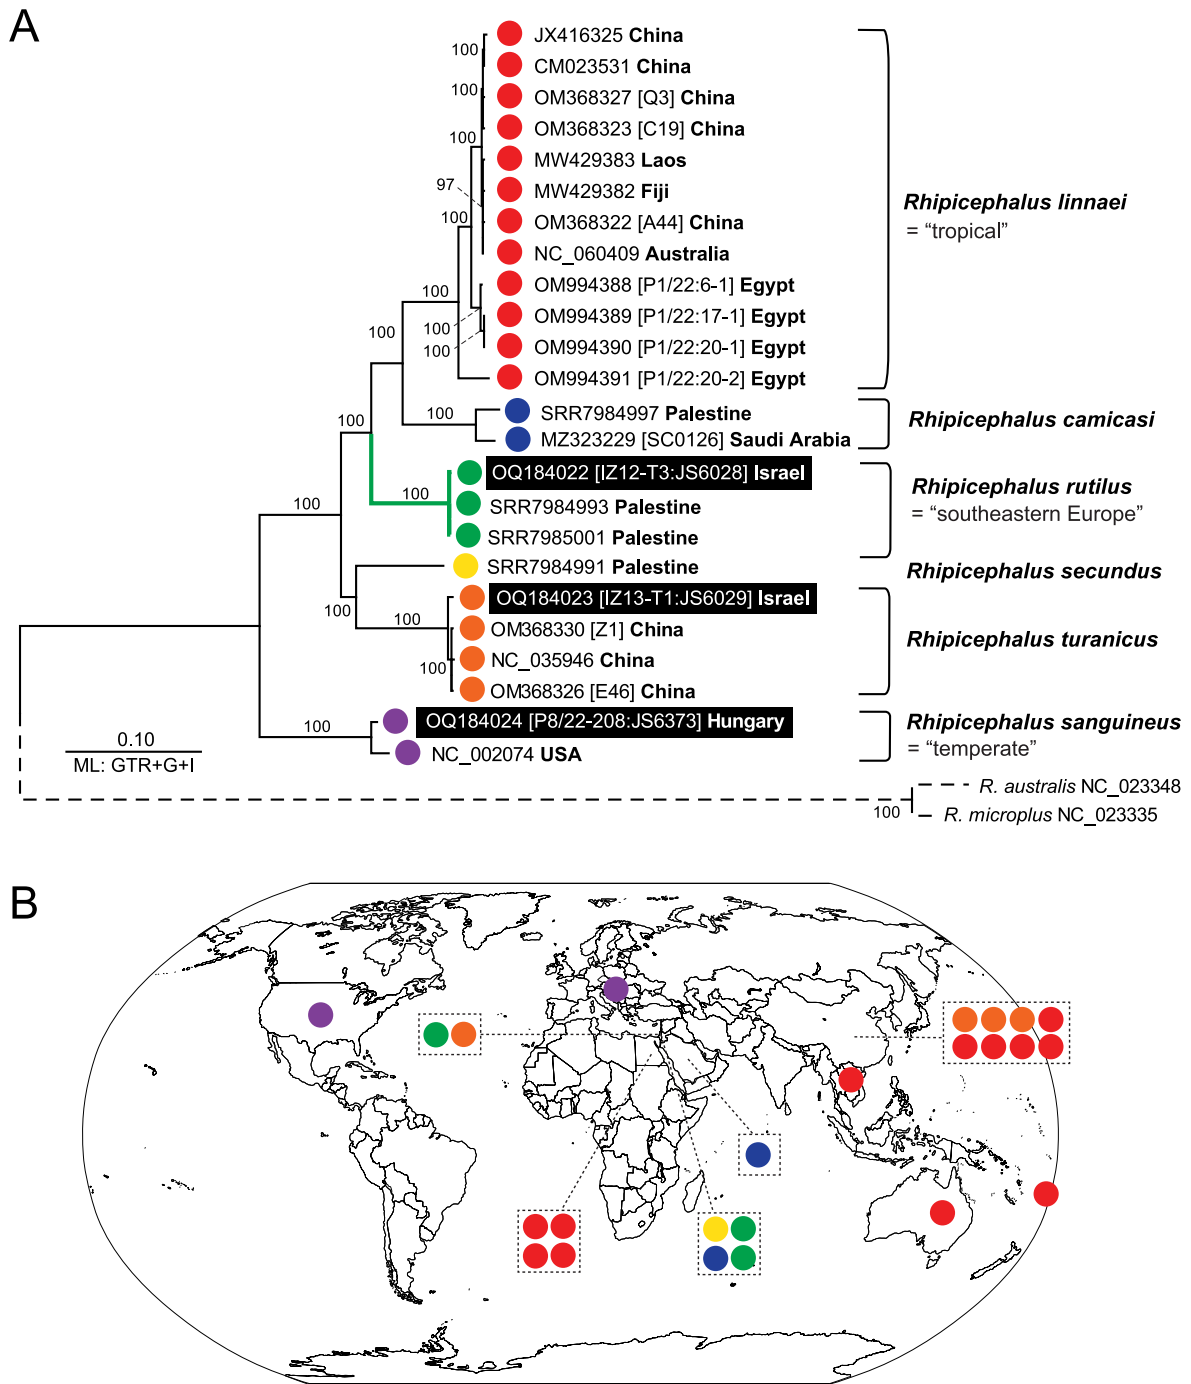 A
100
JX416325 China
CM023531 China
100
OM368327 [Q3] China
100
OM368323 [C19] China
MW429383 Laos
97
MW429382 Fiji
100
OM368322 [A44] China
NC_060409 Australia
Rhipicephalus linnaei
= “tropical”
100
OM994388 [P1/22:6-1] Egypt
100
OM994389 [P1/22:17-1] Egypt
100
100
OM994390 [P1/22:20-1] Egypt
OM994391 [P1/22:20-2] Egypt
100
100
SRR7984997 Palestine
MZ323229 [SC0126] Saudi Arabia
Rhipicephalus camicasi
100
OQ184022 [IZ12-T3:JS6028] Israel
SRR7984993 Palestine
SRR7985001 Palestine
Rhipicephalus rutilus
= “southeastern Europe”
100
SRR7984991 Palestine
Rhipicephalus secundus
100
100
OQ184023 [IZ13-T1:JS6029] Israel
OM368330 [Z1] China
100
NC_035946 China
OM368326 [E46] China
Rhipicephalus turanicus
100
OQ184024 [P8/22-208:JS6373] Hungary
NC_002074 USA
Rhipicephalus sanguineus
= “temperate”
0.10
ML: GTR+G+I
100
R. australis NC_023348
R. microplus NC_023335
B